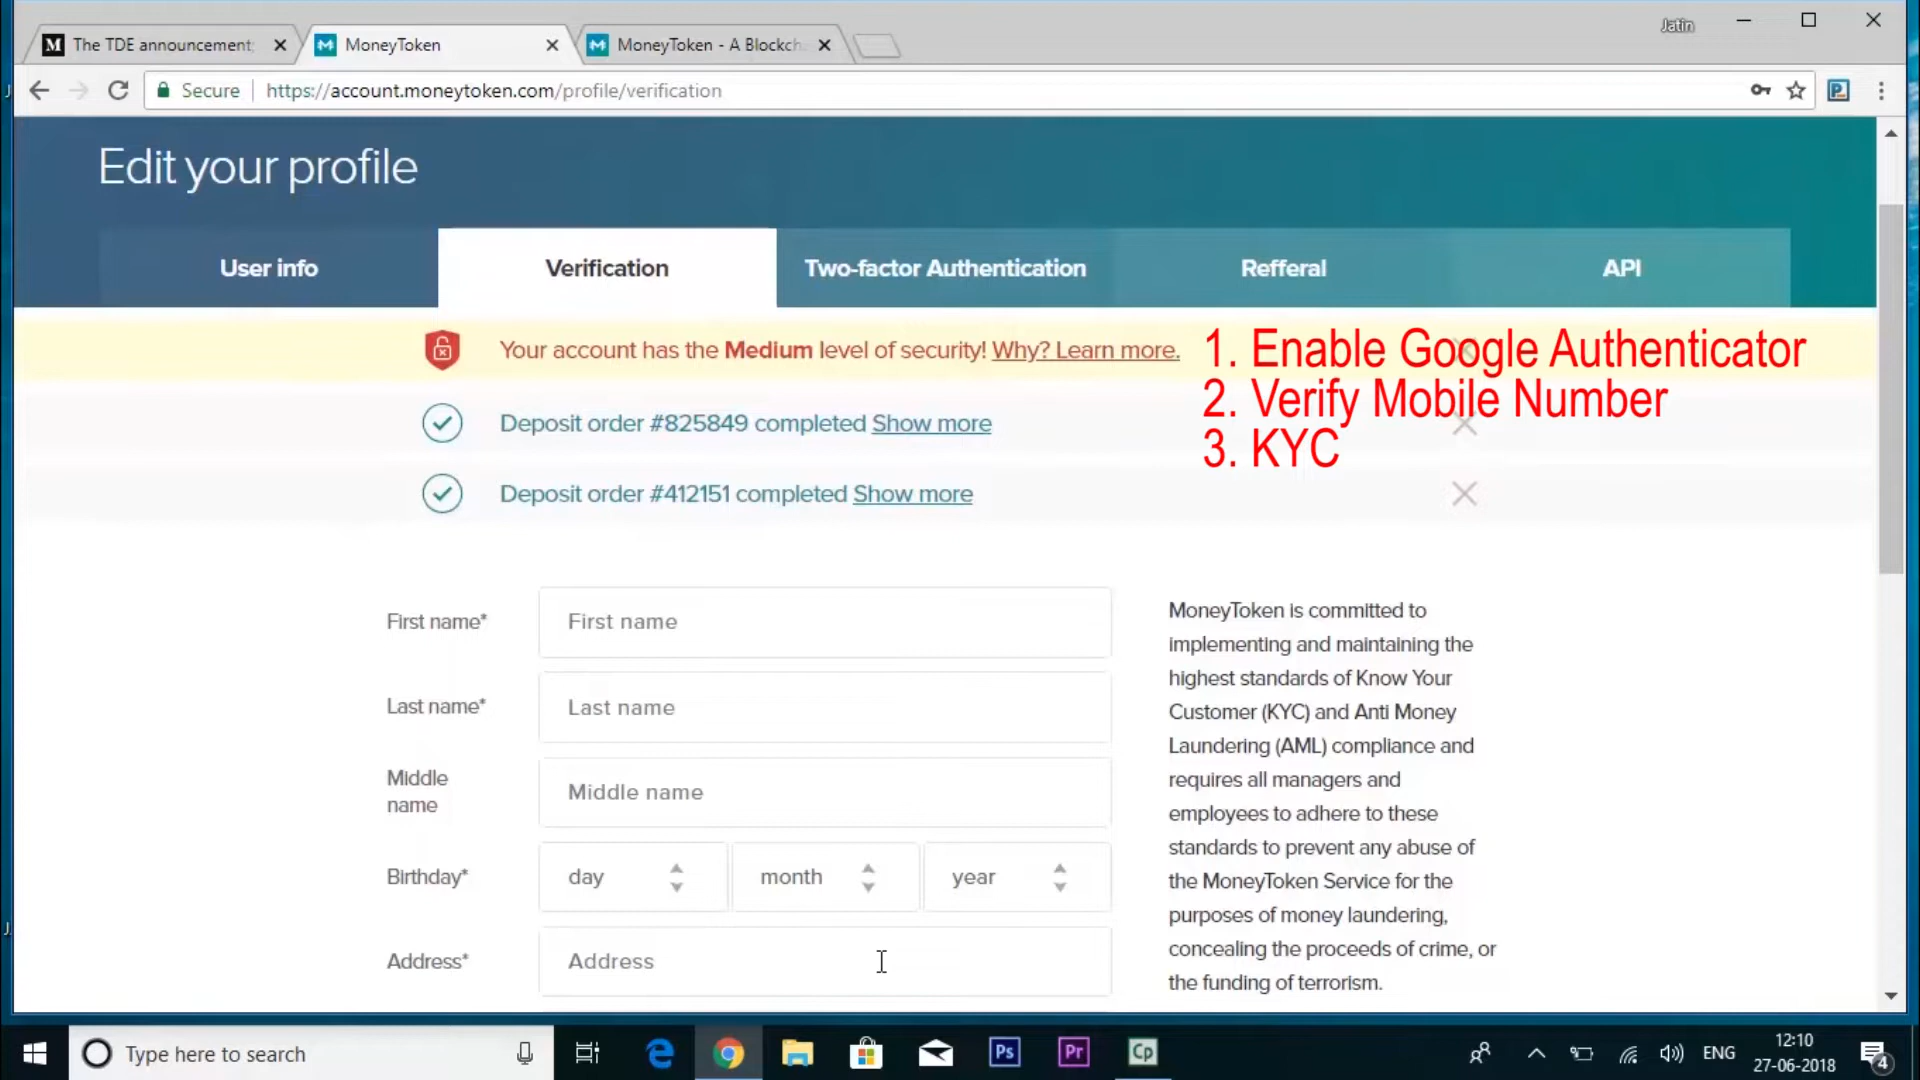 Jatin
The TDE announcement;
MoneyToken
MoneyToken - A Blockch
Secure
https://account.moneytoken.com/profile/verification
Edit your profile
User info
Verification
Two-factor Authentication
Refferal
API
Your account has the Medium level of security! Why? Learn more.
1. Enable Google Authenticator
2. Verify Mobile Number
3. KYC
Deposit order #825849 completed Show more
Deposit order #412151 completed Show more
First name*
First name
Last name*
Last name
Middle
name
Middle name
Birthday*
day
month
year
Address*
Address
MoneyToken is committed to
implementing and maintaining the
highest standards of Know Your
Customer (KYC) and Anti Money
Laundering (AML) compliance and
requires all managers and
employees to adhere to these
standards to prevent any abuse of
the MoneyToken Service for the
purposes of money laundering,
concealing the proceeds of crime, or
the funding of terrorism.
Type here to search
Ps
Pr
Cp
ENG
12:10
27-06-2018
4